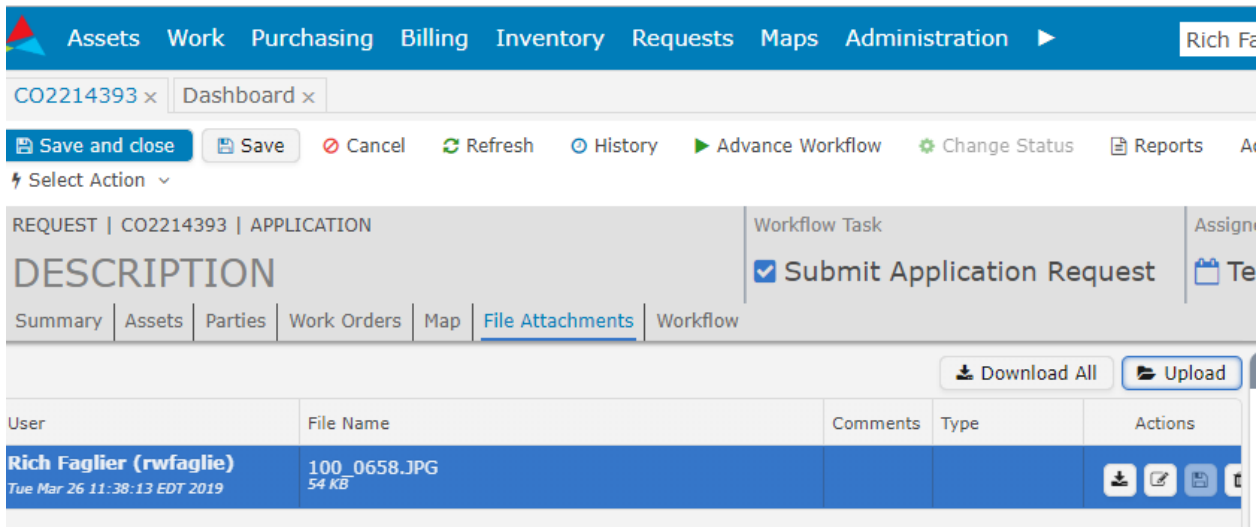 Assets Work Purchasing Billing Inventory Requests Maps Administration
Rich Fa
CO2214393 × Dashboard ×
Save and close Save Cancel Refresh History Advance Workflow Change Status Reports
Select Action
REQUEST | CO2214393 | APPLICATION
Workflow Task
Assign
DESCRIPTION
Submit Application Request
Te
Summary Assets Parties Work Orders Map File Attachments Workflow
Download All Upload
User File Name Comments Type Actions
Rich Faglier (rwfaglie)
100_0658.JPG
Tue Mar 26 11:38:13 EDT 2019
54 KB